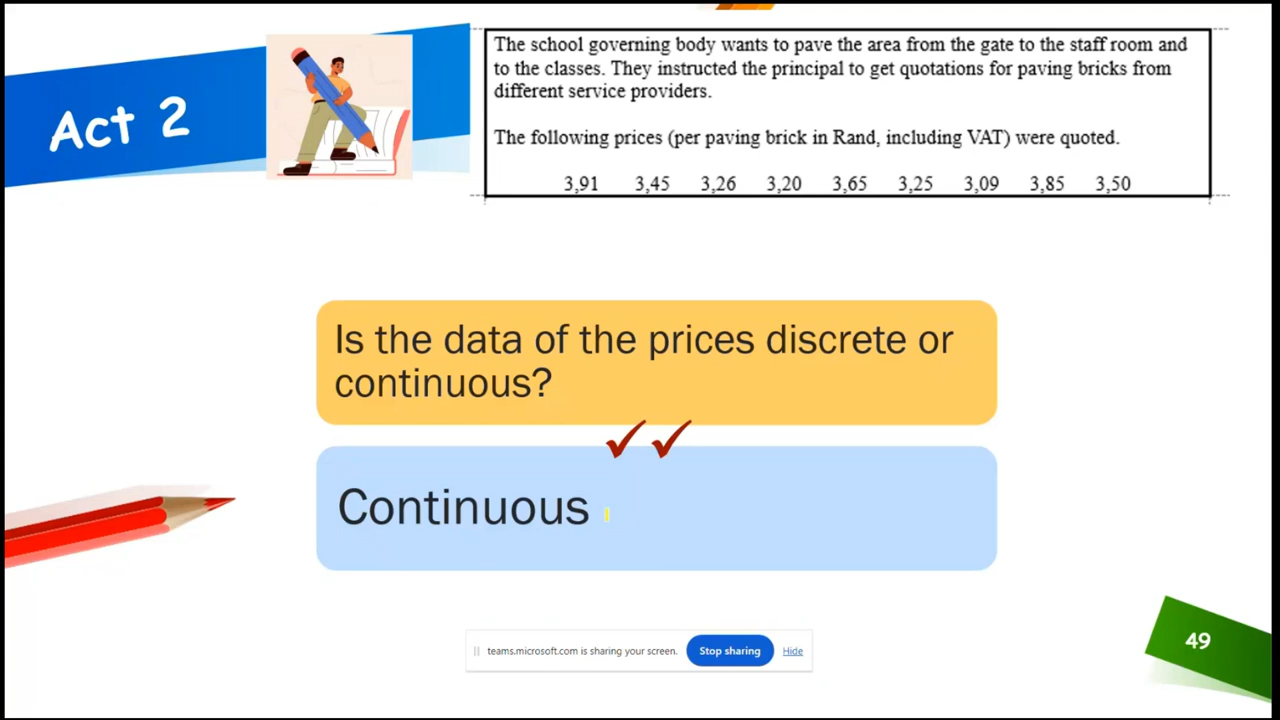 Act 2
The school governing body wants to pave the area from the gate to the staff room and
to the classes. They instructed the principal to get quotations for paving bricks from
different service providers.
The following prices (per paving brick in Rand, including VAT) were quoted.
3,91 3,45 3,26 3,20 3,65 3,25 3,09 3,85 3,50
Is the data of the prices discrete or
continuous?
Continuous
teams.microsoft.com is sharing your screen. Stop sharing Hide
49